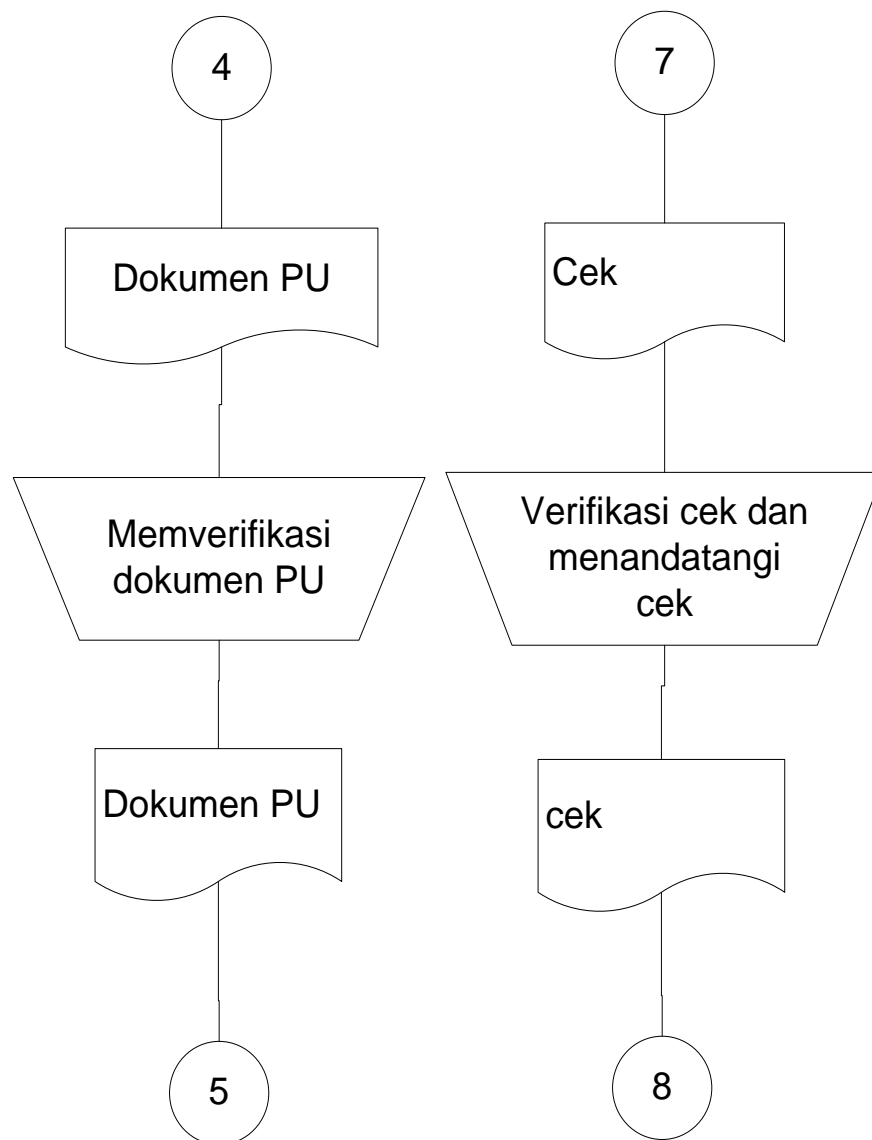 4
Dokumen PU
Memverifikasi
dokumen PU
Dokumen PU
5
7
Cek
Verifikasi cek dan
menandatangi
cek
cek
8